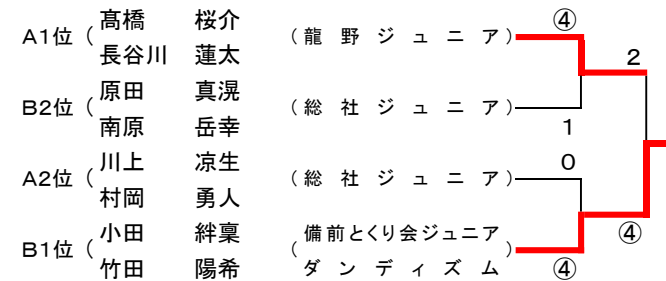 髙橋 桜介 ④
A1位 ( (龍野ジュニア)
長谷川 蓮太 2
原田 真滉
B2位 ( (総社ジュニア)
南原 岳幸 1
川上 凉生 0
A2位 ( (総社ジュニア)
村岡 勇人
小田 絆稟 備前とくり会ジュニア ④
B1位 ( ( )
竹田 陽希 ダンディズム ④